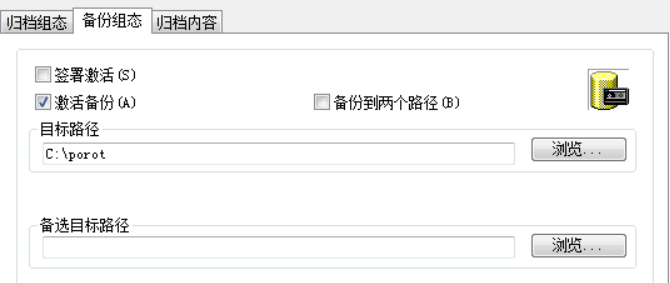 归档组态 备份组态 归档内容
签署激活(S)
激活备份(A) 备份到两个路径(B)
目标路径
C:\porot 浏览...
备选目标路径
浏览...